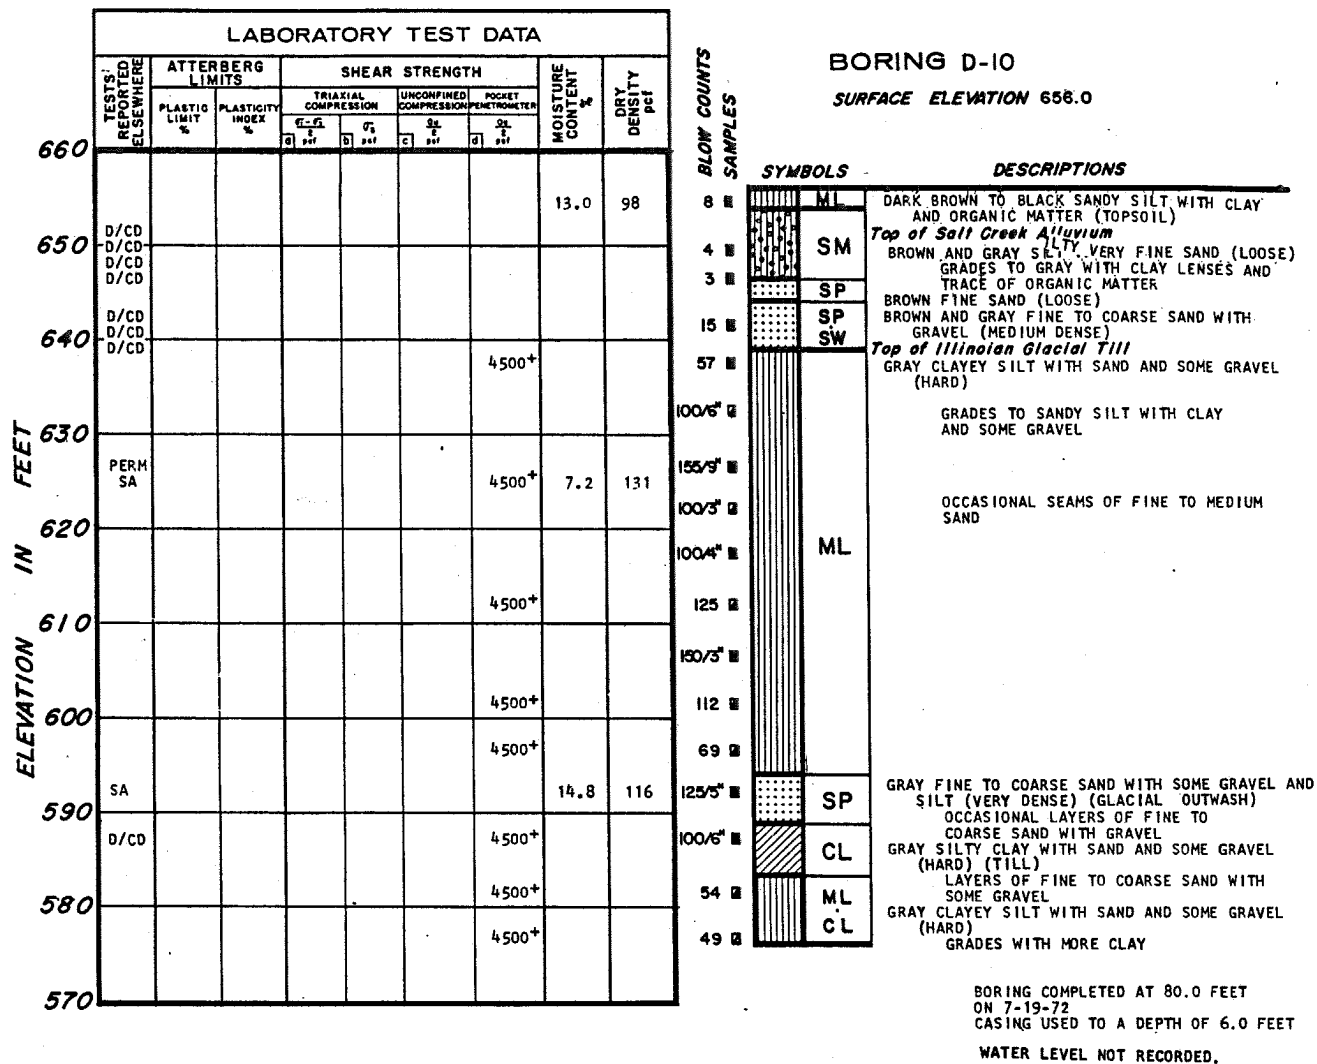 LABORATORY TEST DATA
TESTS REPORTED ELSEWHERE
ATTERBERG LIMITS
SHEAR STRENGTH
MOISTURE CONTENT %
DRY DENSITY pcf
PLASTIC LIMIT %
PLASTICITY INDEX %
TRIAXIAL COMPRESSION
UNCONFINED COMPRESSION
POCKET PENETROMETER
a psf
b psf
c psf
d psf
BLOW COUNTS
SAMPLES
BORING D-10
SURFACE ELEVATION 656.0
SYMBOLS
DESCRIPTIONS
ELEVATION IN FEET
660
650
640
630
620
610
600
590
580
570
D/CD
D/CD
D/CD
D/CD
D/CD
D/CD
D/CD
PERM
SA
SA
D/CD
4500+
4500+
4500+
4500+
4500+
4500+
4500+
4500+
13.0 98
7.2 131
14.8 116
8
4
3
15
57
100/6"
155/9"
100/3"
100/4"
125
150/3"
112
69
125/5"
100/6"
54
49
ML
SM
SP
SP
SW
ML
SP
CL
ML
CL
DARK BROWN TO BLACK SANDY SILT WITH CLAY
AND ORGANIC MATTER (TOPSOIL)
Top of Salt Creek Alluvium
BROWN AND GRAY SILTY VERY FINE SAND (LOOSE)
GRADES TO GRAY WITH CLAY LENSES AND
TRACE OF ORGANIC MATTER
BROWN FINE SAND (LOOSE)
BROWN AND GRAY FINE TO COARSE SAND WITH
GRAVEL (MEDIUM DENSE)
Top of Illinoian Glacial Till
GRAY CLAYEY SILT WITH SAND AND SOME GRAVEL
(HARD)
GRADES TO SANDY SILT WITH CLAY
AND SOME GRAVEL
OCCASIONAL SEAMS OF FINE TO MEDIUM
SAND
GRAY FINE TO COARSE SAND WITH SOME GRAVEL AND
SILT (VERY DENSE) (GLACIAL OUTWASH)
OCCASIONAL LAYERS OF FINE TO
COARSE SAND WITH GRAVEL
GRAY SILTY CLAY WITH SAND AND SOME GRAVEL
(HARD) (TILL)
LAYERS OF FINE TO COARSE SAND WITH
SOME GRAVEL
GRAY CLAYEY SILT WITH SAND AND SOME GRAVEL
(HARD)
GRADES WITH MORE CLAY
BORING COMPLETED AT 80.0 FEET
ON 7-19-72
CASING USED TO A DEPTH OF 6.0 FEET
WATER LEVEL NOT RECORDED.